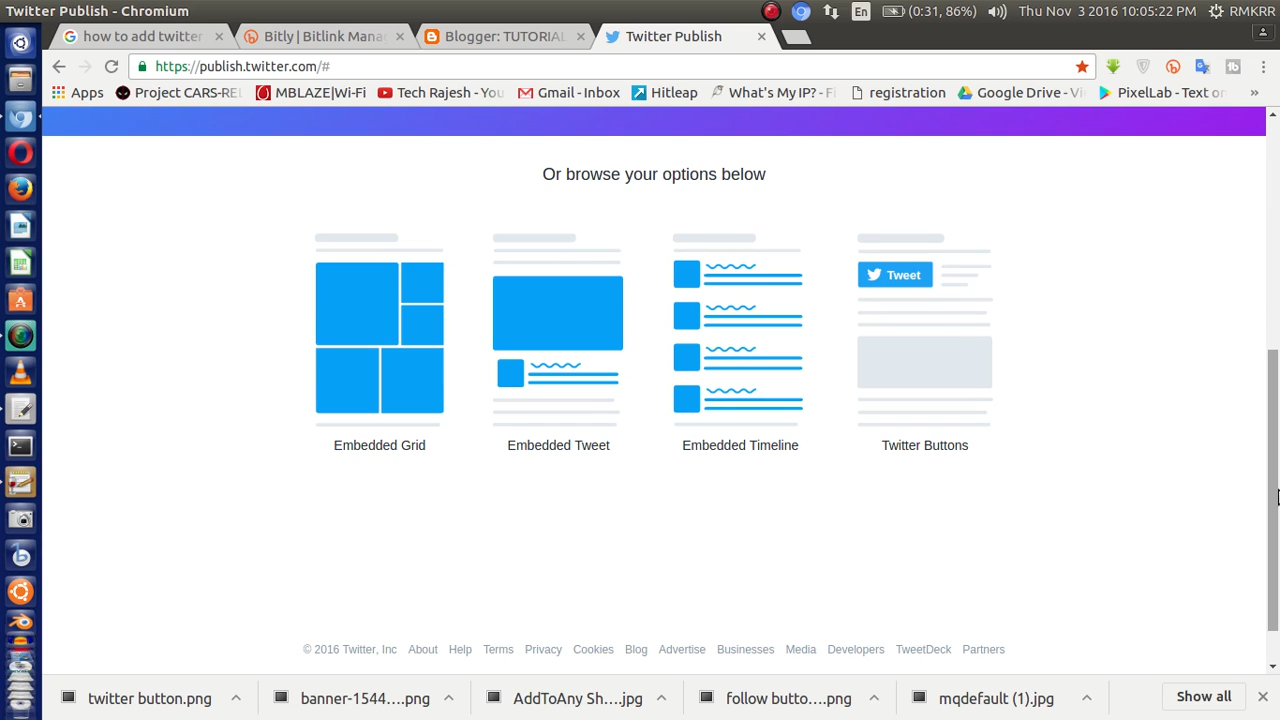 Twitter Publish - Chromium
En
(0:31, 86%)
Thu Nov 3 2016 10:05:22 PM
RMKRR
how to add twitter
Bitly | Bitlink Mana
Blogger: TUTORIAL
Twitter Publish
https://publish.twitter.com/#
Apps
Project CARS-REL
MBLAZE|Wi-Fi
Tech Rajesh - You
Gmail - Inbox
Hitleap
What's My IP? - Fi
registration
Google Drive - Vi
PixelLab - Text on
»
Or browse your options below
Tweet
Embedded Grid
Embedded Tweet
Embedded Timeline
Twitter Buttons
© 2016 Twitter, Inc About Help Terms Privacy Cookies Blog Advertise Businesses Media Developers TweetDeck Partners
twitter button.png
banner-1544....png
AddToAny Sh....jpg
follow butto....png
mqdefault (1).jpg
Show all